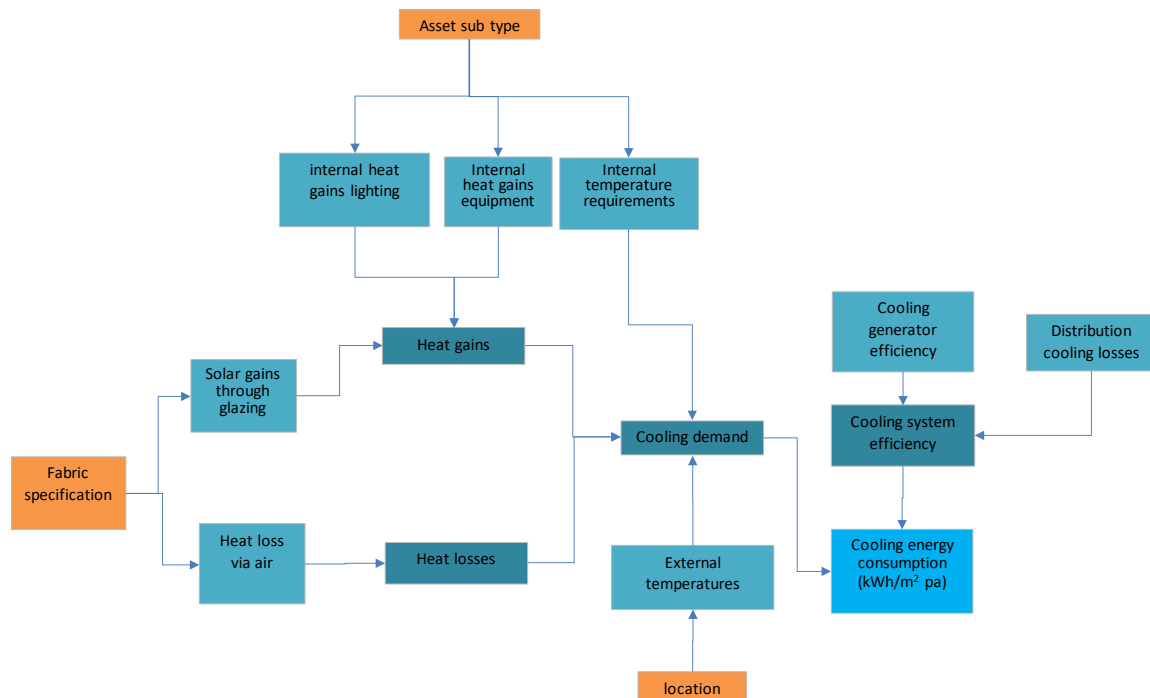 Asset sub type
internal heat
gains lighting
Internal
heat gains
equipment
Internal
temperature
requirements
Cooling
generator
efficiency
Distribution
cooling losses
Heat gains
Solar gains
through
glazing
Cooling demand
Cooling system
efficiency
Fabric
specification
Heat loss
via air
Heat losses
External
temperatures
Cooling energy
consumption
(kWh/m² pa)
location